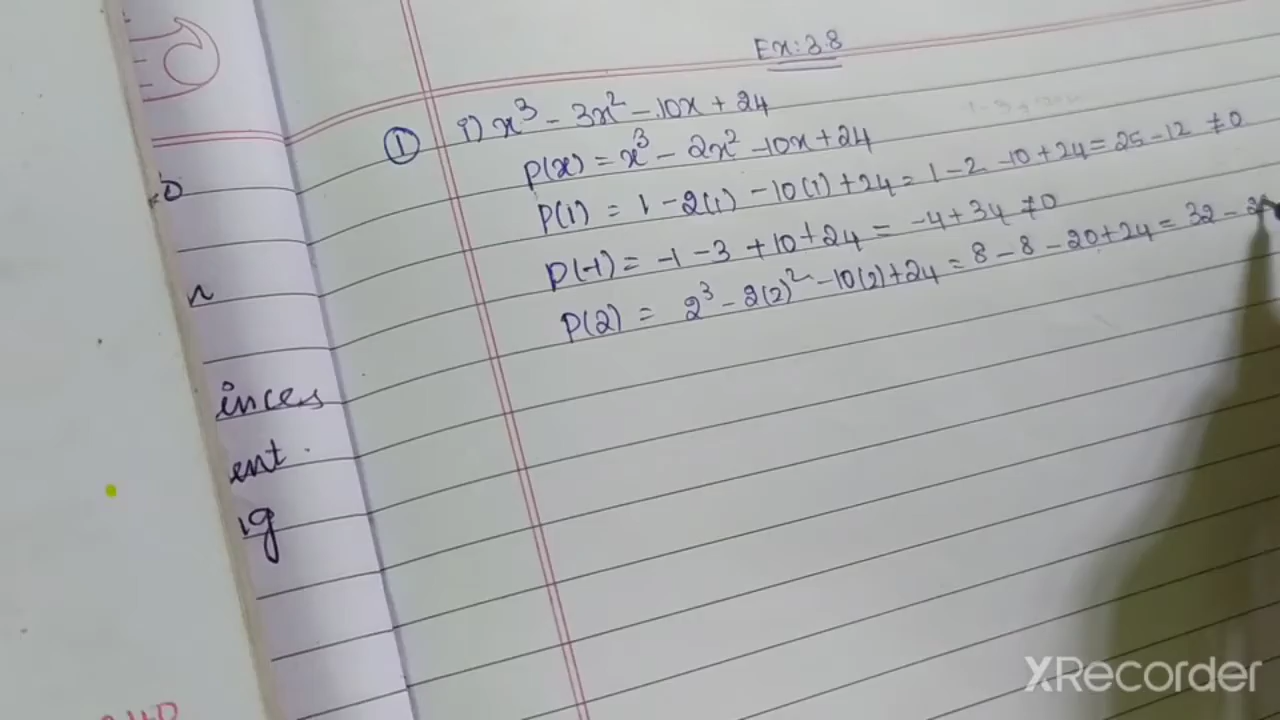 Ex:3.8
① i) x³ - 3x² - 10x + 24
p(x) = x³ - 2x² - 10x + 24
p(1) = 1 - 2(1) - 10(1) + 24 = 1 - 2 - 10 + 24 = 25 - 12 ≠ 0
p(-1) = -1 - 3 + 10 + 24 = -4 + 34 ≠ 0
p(2) = 2³ - 2(2)² - 10(2) + 24 = 8 - 8 - 20 + 24 = 32 -
inces
ent.
ig
XRecorder